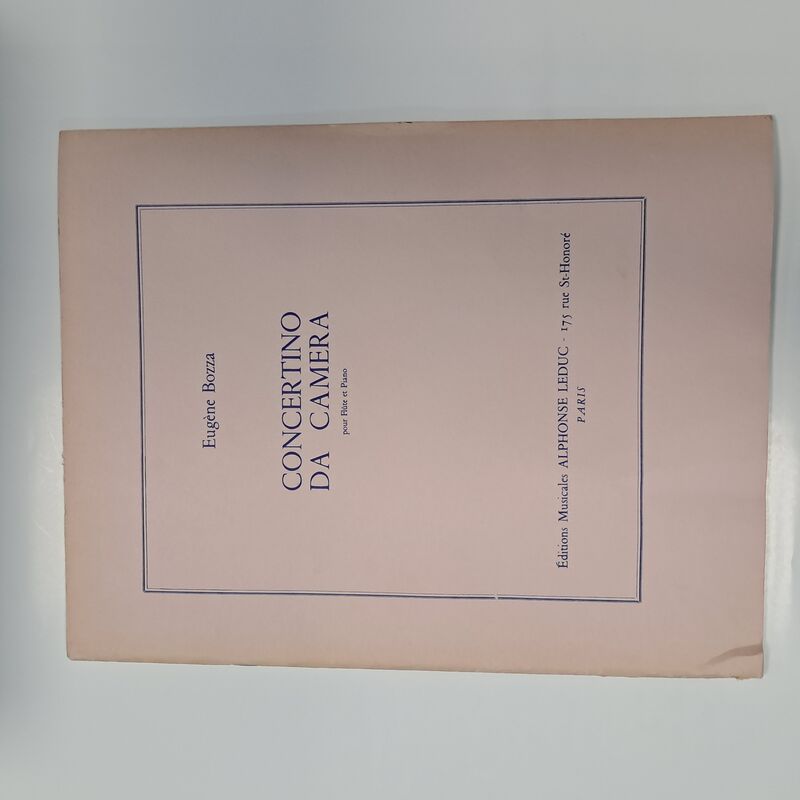 Eugène Bozza
CONCERTINO
DA CAMERA
pour Flûte et Piano
Éditions Musicales ALPHONSE LEDUC - 175 rue St-Honoré
PARIS